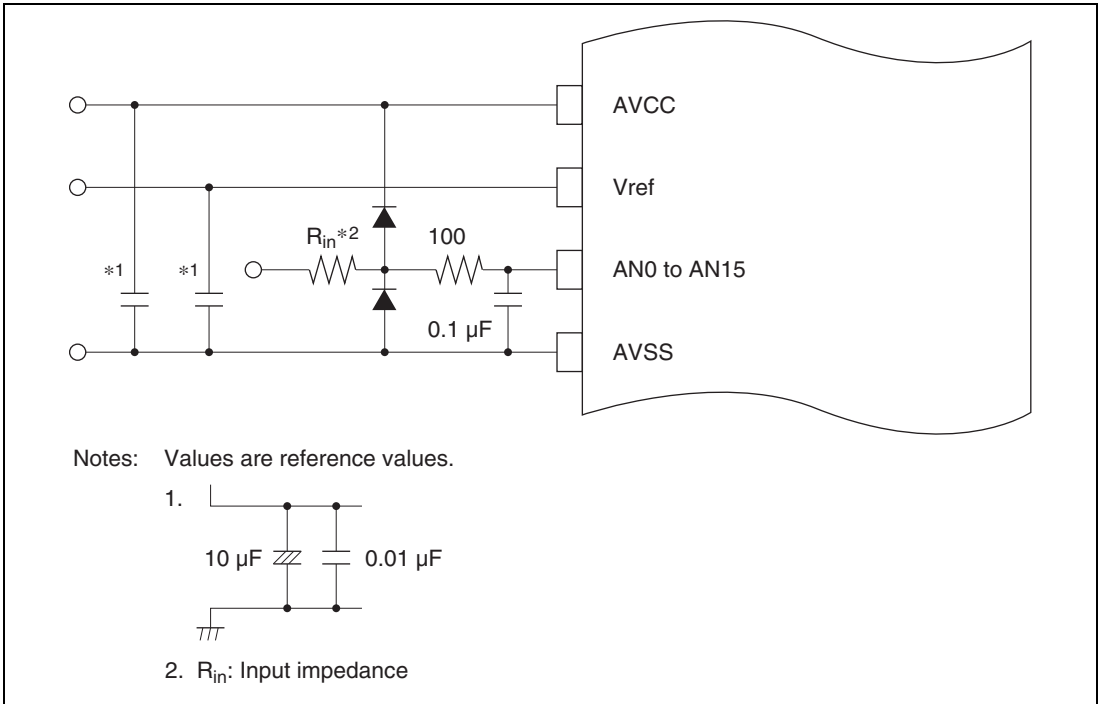 AVCC
Vref
Rin*2
100
*1
*1
AN0 to AN15
0.1 µF
AVSS
Notes: Values are reference values.
1.
10 µF
0.01 µF
2. Rin: Input impedance